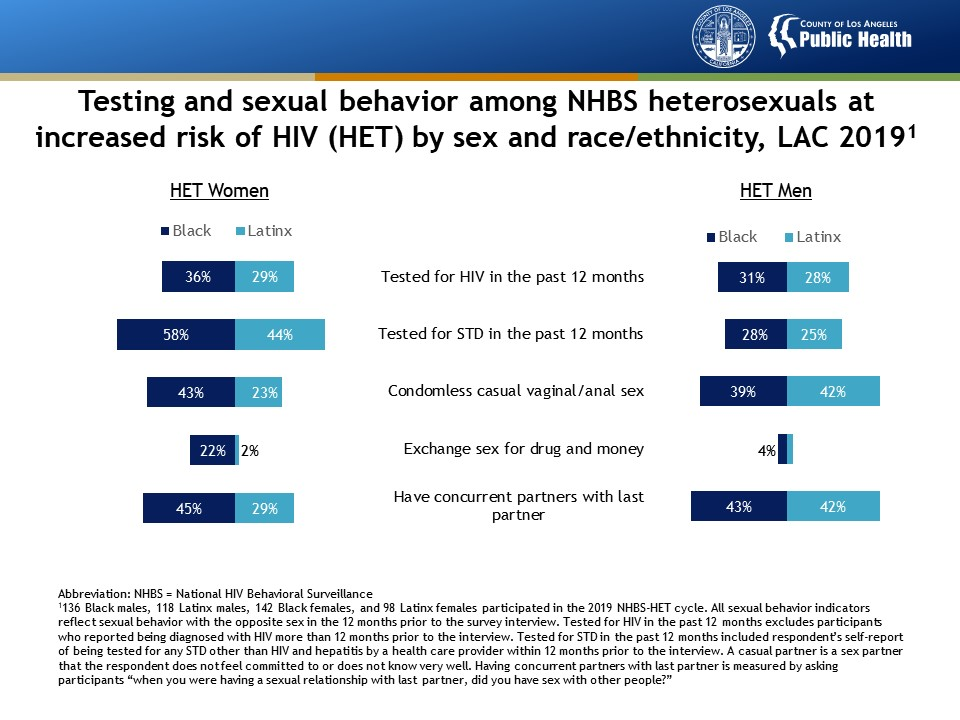 COUNTY OF LOS ANGELES
Public Health
Testing and sexual behavior among NHBS heterosexuals at
increased risk of HIV (HET) by sex and race/ethnicity, LAC 2019¹
HET Women
HET Men
Black Latinx
Black Latinx
36% 29% Tested for HIV in the past 12 months 31% 28%
58% 44% Tested for STD in the past 12 months 28% 25%
43% 23% Condomless casual vaginal/anal sex 39% 42%
22% 2% Exchange sex for drug and money 4%
45% 29% Have concurrent partners with last 43% 42%
partner
Abbreviation: NHBS = National HIV Behavioral Surveillance
¹136 Black males, 118 Latinx males, 142 Black females, and 98 Latinx females participated in the 2019 NHBS-HET cycle. All sexual behavior indicators
reflect sexual behavior with the opposite sex in the 12 months prior to the survey interview. Tested for HIV in the past 12 months excludes participants
who reported being diagnosed with HIV more than 12 months prior to the interview. Tested for STD in the past 12 months included respondent's self-report
of being tested for any STD other than HIV and hepatitis by a health care provider within 12 months prior to the interview. A casual partner is a sex partner
that the respondent does not feel committed to or does not know very well. Having concurrent partners with last partner is measured by asking
participants “when you were having a sexual relationship with last partner, did you have sex with other people?”